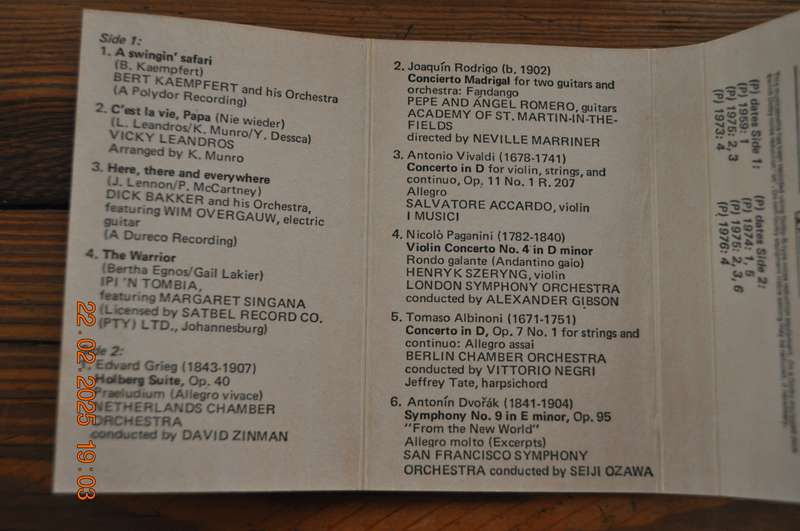 Side 1:
1. A swingin' safari
(B. Kaempfert)
BERT KAEMPFERT and his Orchestra
(A Polydor Recording)
2. C'est la vie, Papa (Nie wieder)
(L. Leandros/K. Munro/Y. Dessca)
VICKY LEANDROS
Arranged by K. Munro
3. Here, there and everywhere
(J. Lennon/P. McCartney)
DICK BAKKER and his Orchestra,
featuring WIM OVERGAUW, electric
guitar
(A Dureco Recording)
4. The Warrior
(Bertha Egnos/Gail Lakier)
IPI 'N TOMBIA,
featuring MARGARET SINGANA
(Licensed by SATBEL RECORD CO.
(PTY) LTD., Johannesburg)
de 2:
Edvard Grieg (1843-1907)
Holberg Suite, Op. 40
Praeludium (Allegro vivace)
NETHERLANDS CHAMBER
ORCHESTRA
conducted by DAVID ZINMAN
2. Joaquín Rodrigo (b. 1902)
Concierto Madrigal for two guitars and
orchestra: Fandango
PEPE AND ANGEL ROMERO, guitars
ACADEMY OF ST. MARTIN-IN-THE-
FIELDS
directed by NEVILLE MARRINER
3. Antonio Vivaldi (1678-1741)
Concerto in D for violin, strings, and
continuo, Op. 11 No. 1 R. 207
Allegro
SALVATORE ACCARDO, violin
I MUSICI
4. Nicolò Paganini (1782-1840)
Violin Concerto No. 4 in D minor
Rondo galante (Andantino gaio)
HENRYK SZERYNG, violin
LONDON SYMPHONY ORCHESTRA
conducted by ALEXANDER GIBSON
5. Tomaso Albinoni (1671-1751)
Concerto in D, Op. 7 No. 1 for strings and
continuo: Allegro assai
BERLIN CHAMBER ORCHESTRA
conducted by VITTORIO NEGRI
Jeffrey Tate, harpsichord
6. Antonín Dvořák (1841-1904)
Symphony No. 9 in E minor, Op. 95
"From the New World"
Allegro molto (Excerpts)
SAN FRANCISCO SYMPHONY
ORCHESTRA conducted by SEIJI OZAWA
(P) dates Side 1:
(P) 1959: 1
(P) 1975: 2, 3
(P) 1973: 4
(P) dates Side 2:
(P) 1974: 1, 5
(P) 1975: 2, 3, 6
(P) 1976: 4
22.02.2025 19:03